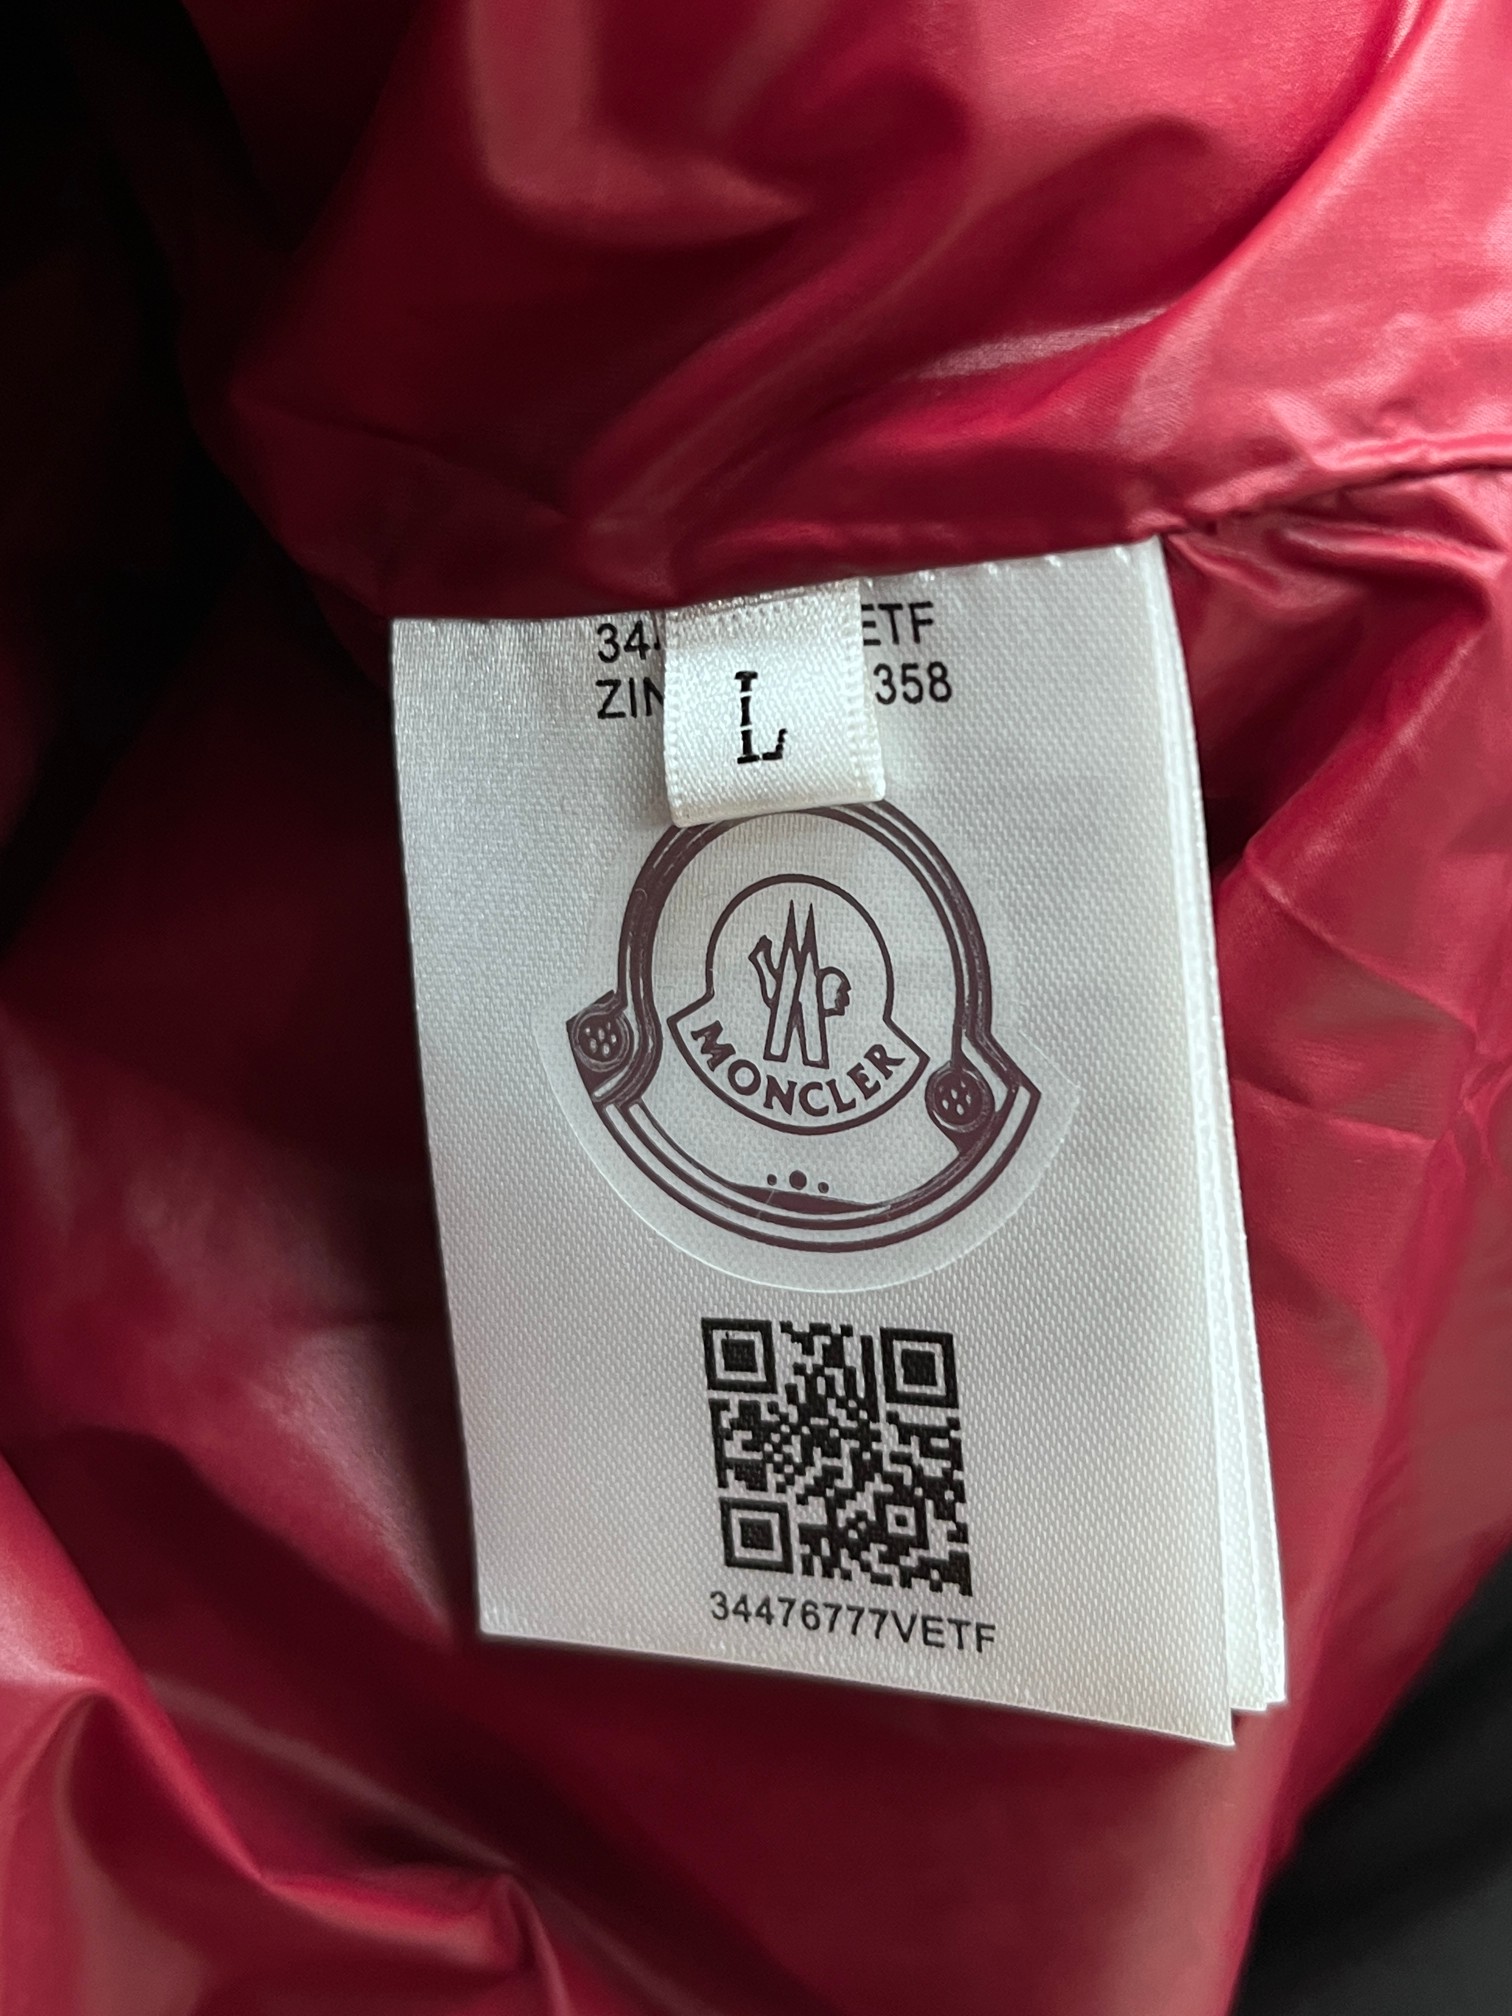 34 ETF
ZIN 358
L
MONCLER
34476777VETF